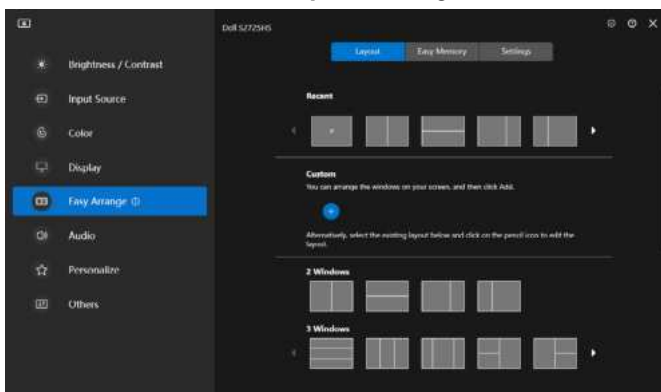 Dell S2725HS
Layout Easy Memory Settings
Brightness / Contrast
Input Source
Color
Display
Easy Arrange
Audio
Personalize
Others
Recent
Custom
You can arrange the windows on your screen, and then click Add.
Alternatively, select the existing layout below and click on the pencil icon to edit the
layout.
2 Windows
3 Windows